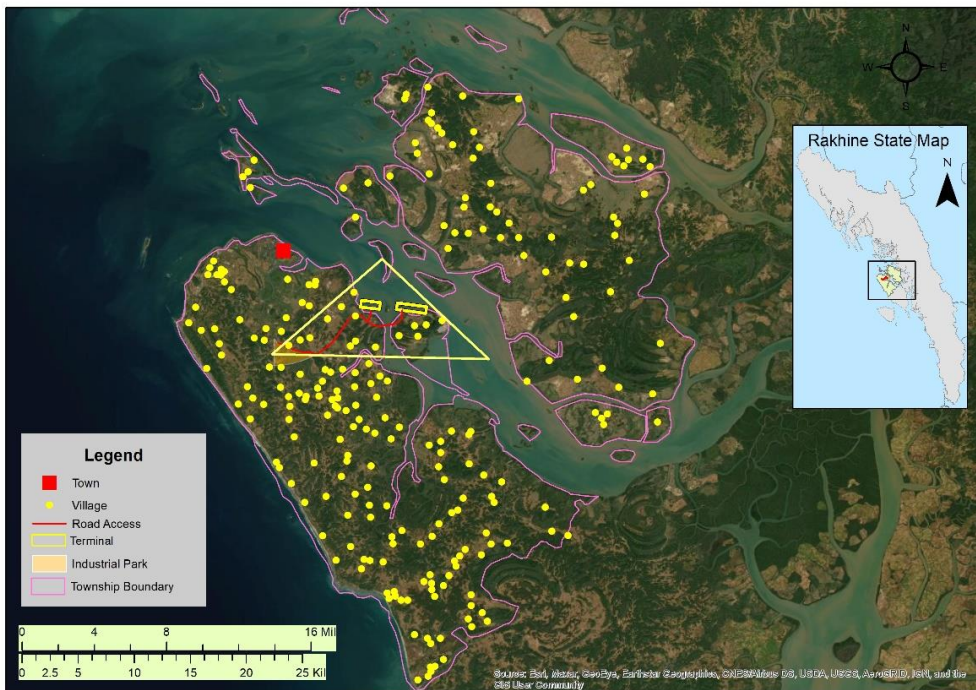 N
W E
S
Rakhine State Map
N
Legend
Town
Village
Road Access
Terminal
Industrial Park
Township Boundary
0 4 8 16 Mil
0 2.5 5 10 15 20 25 Kil
Source: Esri, Maxar, GeoEye, Earthstar Geographics, CNES/Airbus DS, USDA, USGS, AeroGRID, IGN, and the
GIS User Community